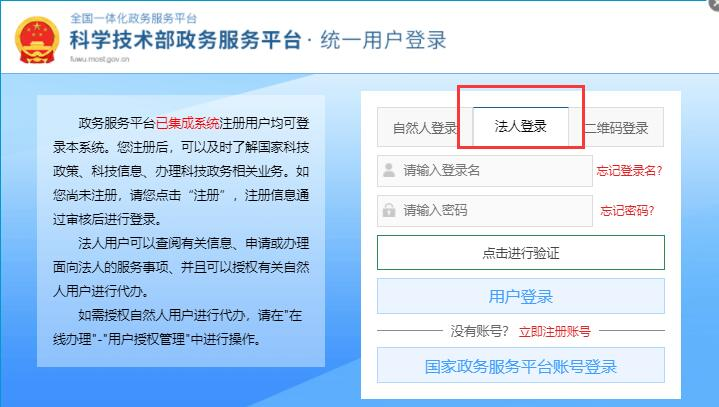 全国一体化政务服务平台
科学技术部政务服务平台·统一用户登录
fuwu.most.gov.cn
政务服务平台已集成系统注册用户均可登
录本系统。您注册后，可以及时了解国家科技
政策、科技信息、办理科技政务相关业务。如
您尚未注册，请您点击“注册”，注册信息通
过审核后进行登录。
法人用户可以查阅有关信息、申请或办理
面向法人的服务事项、并且可以授权有关自然
人用户进行代办。
如需授权自然人用户进行代办，请在"在
线办理"-"用户授权管理"中进行操作。
自然人登录 法人登录 二维码登录
请输入登录名 忘记登录名?
请输入密码 忘记密码?
点击进行验证
用户登录
没有账号? 立即注册账号
国家政务服务平台账号登录